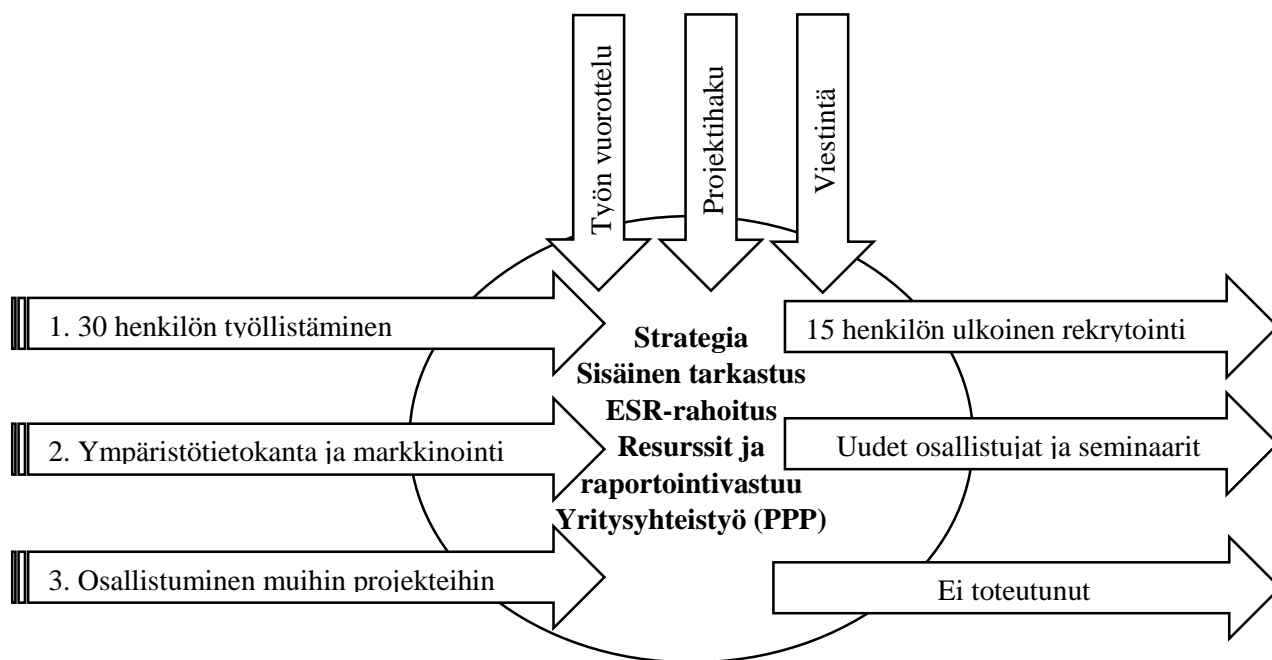 Työn vuorottelu
Projektihaku
Viestintä
1. 30 henkilön työllistäminen
2. Ympäristötietokanta ja markkinointi
3. Osallistuminen muihin projekteihin
Strategia
Sisäinen tarkastus
ESR-rahoitus
Resurssit ja
raportointivastuu
Yritysyhteistyö (PPP)
15 henkilön ulkoinen rekrytointi
Uudet osallistujat ja seminaarit
Ei toteutunut